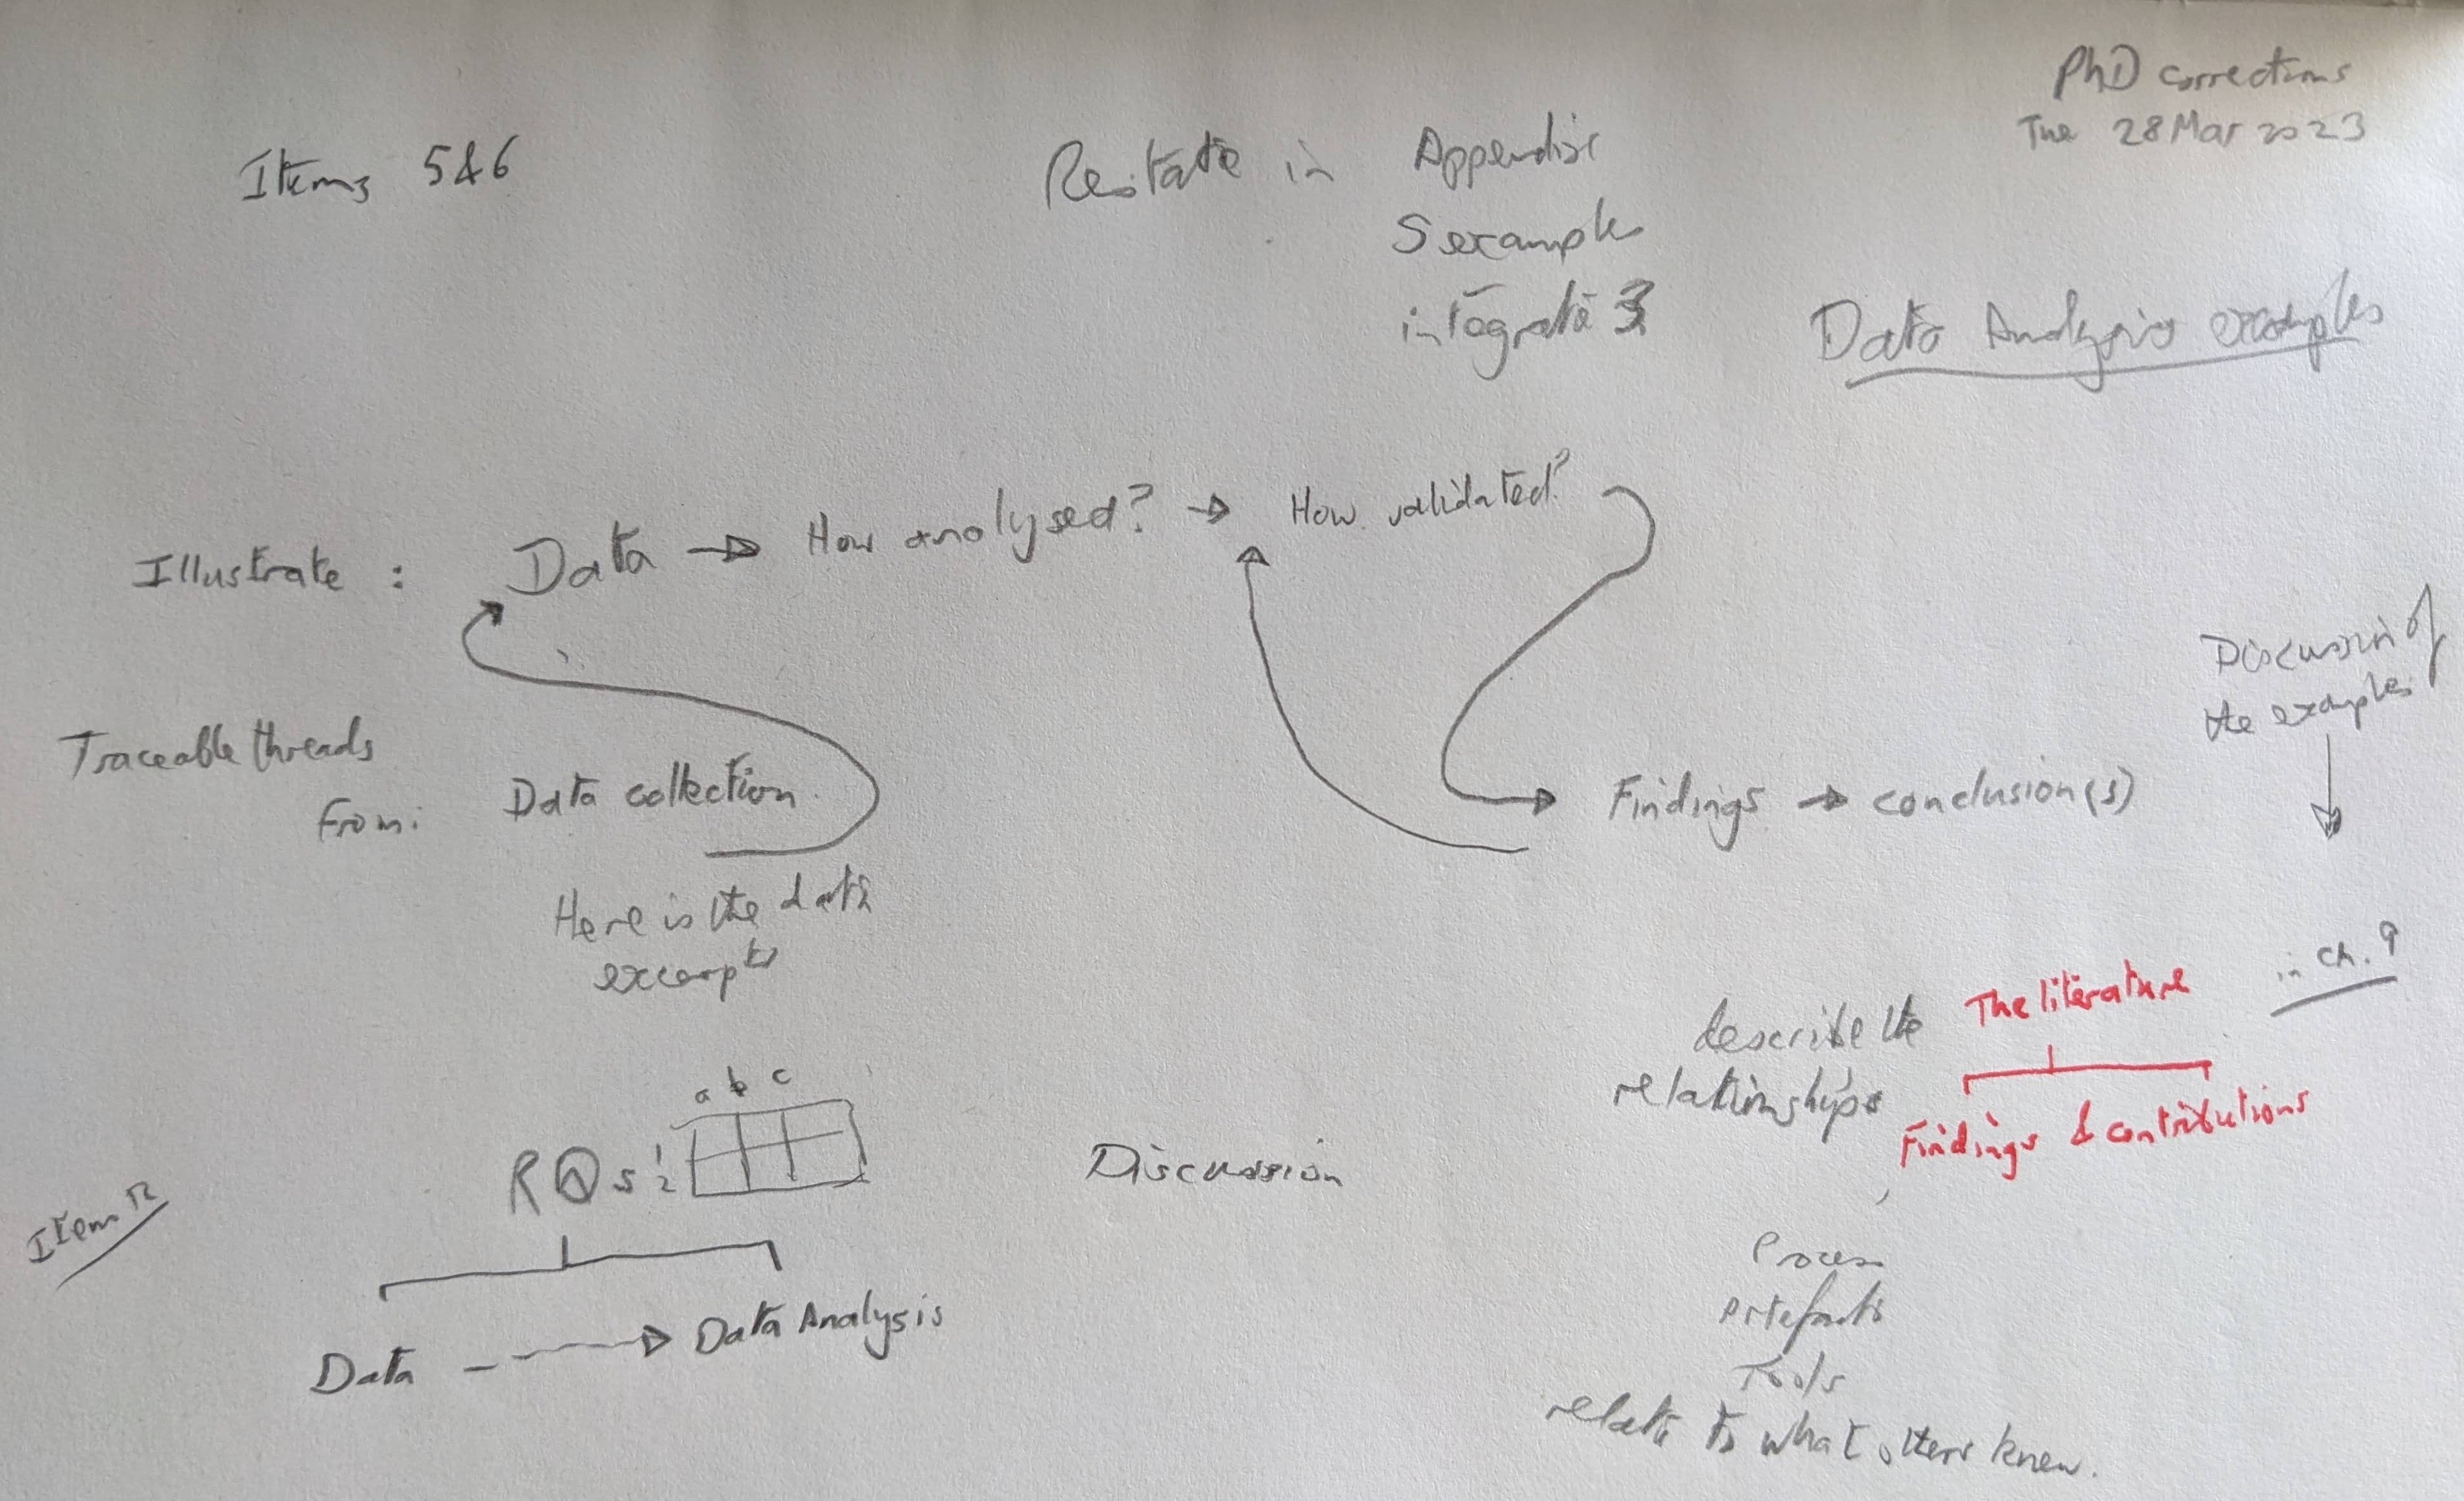 PhD corrections
Tue 28 Mar 2023
Items 5&6
Restate in Appendix
5 examples
integrate 3
Data Analysis examples
Illustrate : Data → How analysed? → How validated?
Discussion of
the examples
Traceable threads
from:
Data collection
Findings → conclusion(s)
Here is the data
excerpts
in Ch. 9
describe the
relationships
The literature
Findings & contributions
a b c
RQs 1
2
Discussion
Item 12
Data → Data Analysis
Process
Artefacts
Tools
relate to what others knew.